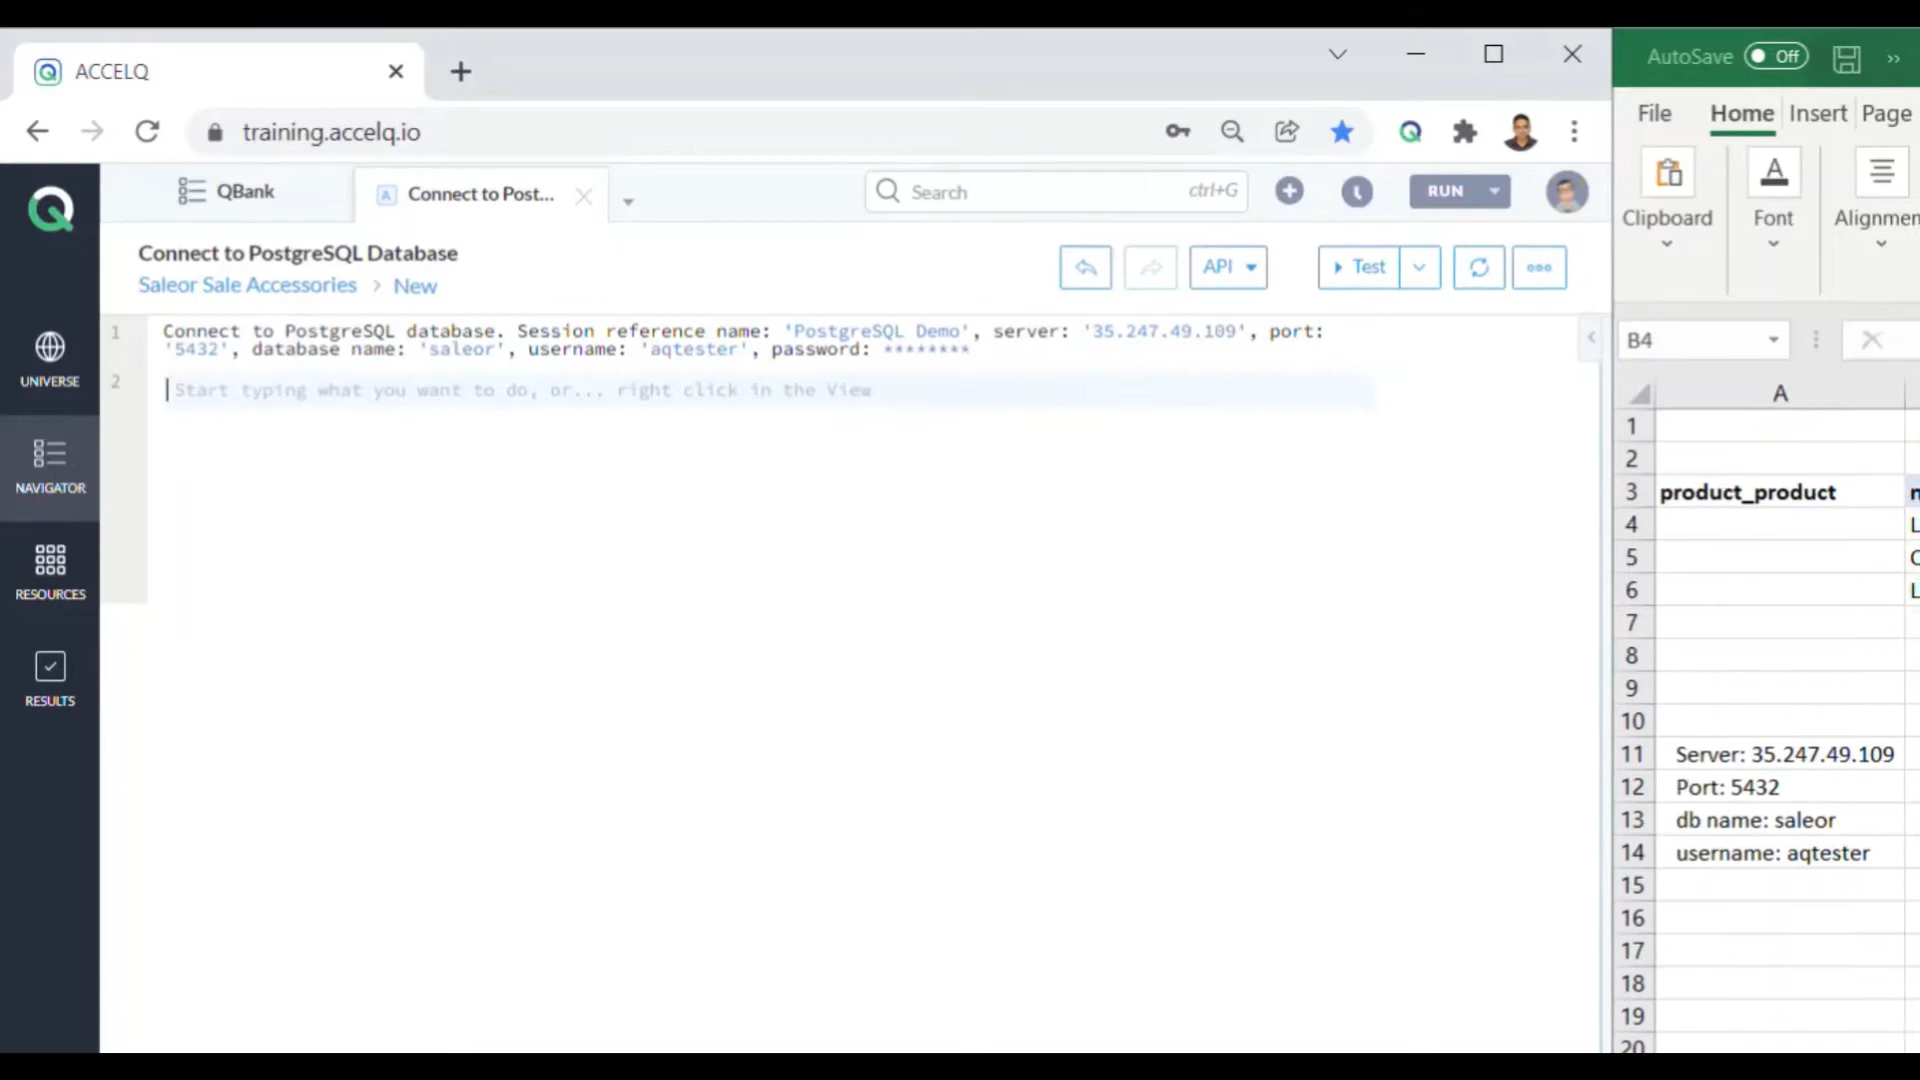 ACCELQ
training.accelq.io
QBank
Connect to Post...
Search
ctrl+G
RUN
Connect to PostgreSQL Database
Saleor Sale Accessories > New
API
Test
1 Connect to PostgreSQL database. Session reference name: 'PostgreSQL Demo', server: '35.247.49.109', port:
'5432', database name: 'saleor', username: 'aqtester', password: ********
2 Start typing what you want to do, or... right click in the View
UNIVERSE
NAVIGATOR
RESOURCES
RESULTS
AutoSave Off
File Home Insert Page
Clipboard
Font
Alignmen
B4
A
1
2
3 product_product
4
5
6
7
8
9
10
11 Server: 35.247.49.109
12 Port: 5432
13 db name: saleor
14 username: aqtester
15
16
17
18
19
20